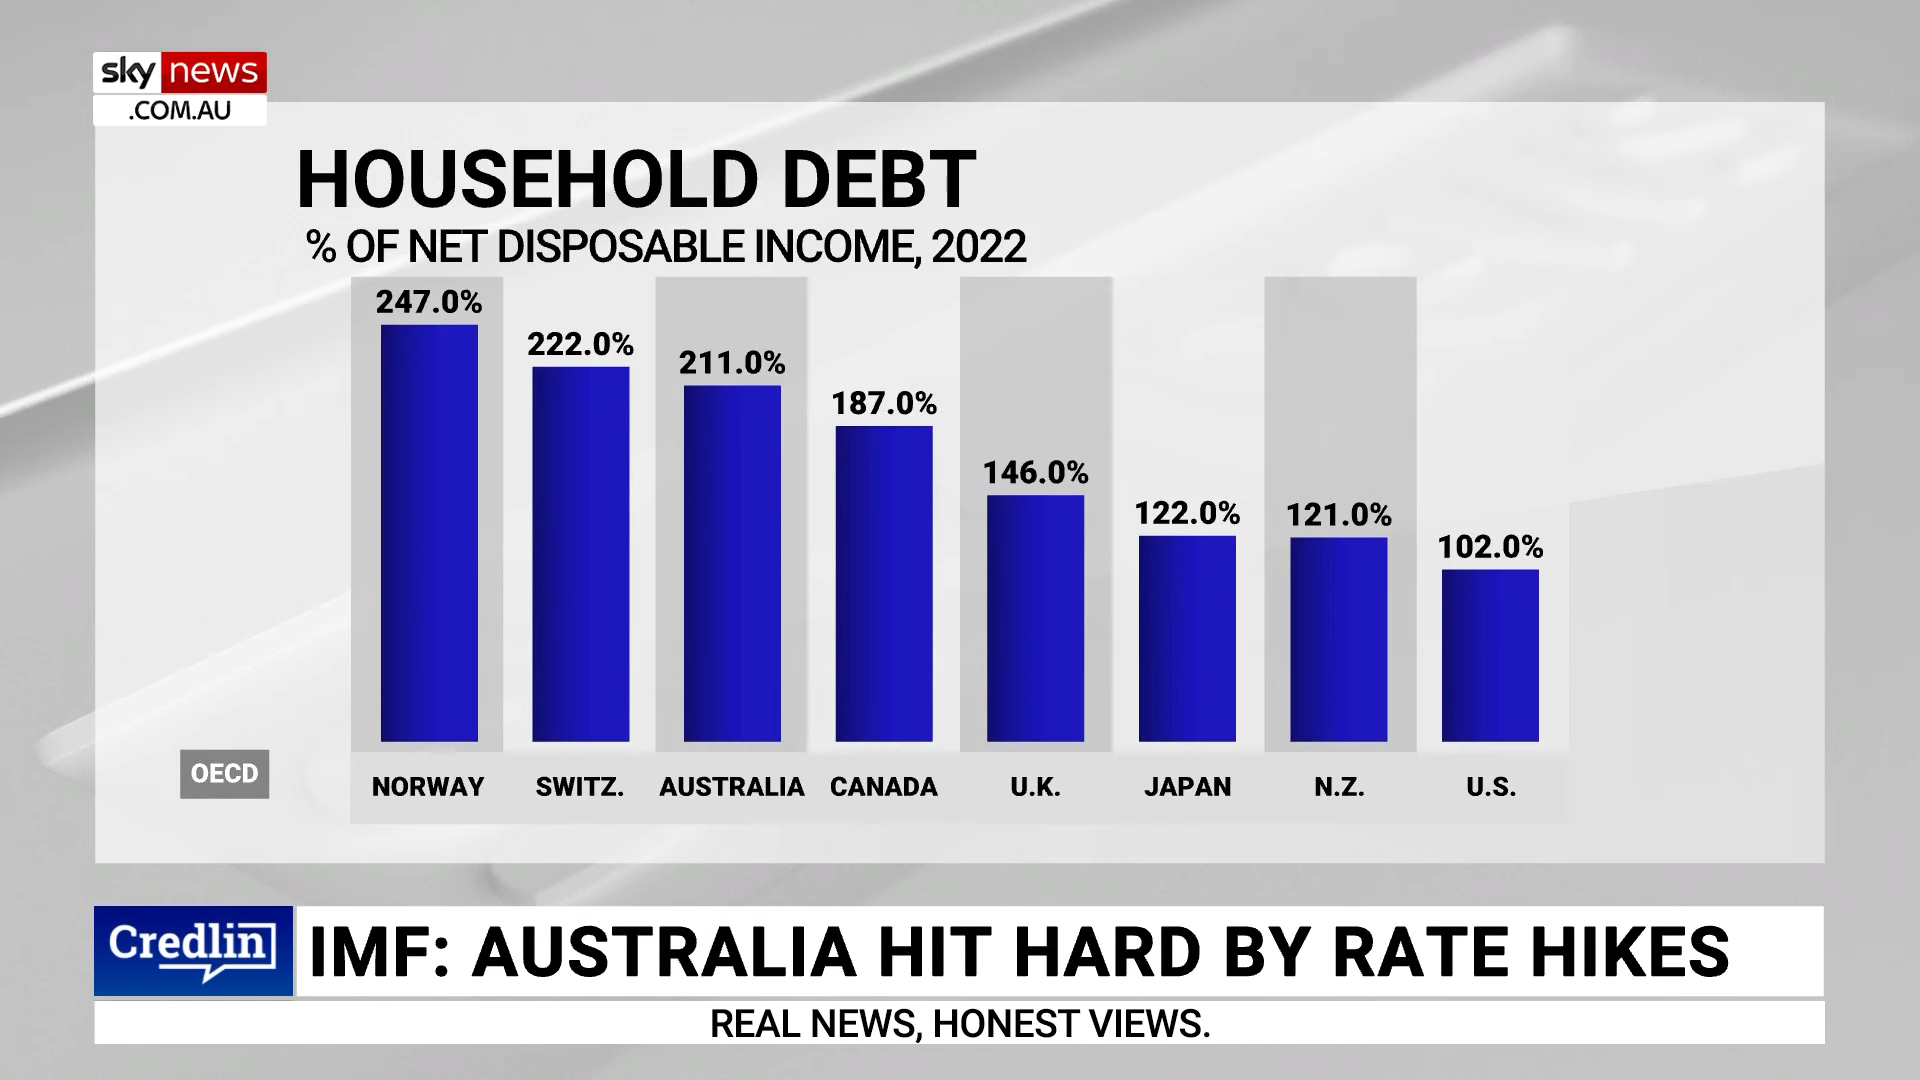 sky news
.COM.AU
HOUSEHOLD DEBT
% OF NET DISPOSABLE INCOME, 2022
247.0%
222.0%
211.0%
187.0%
146.0%
122.0%
121.0%
102.0%
OECD
NORWAY SWITZ. AUSTRALIA CANADA U.K. JAPAN N.Z. U.S.
Credlin
IMF: AUSTRALIA HIT HARD BY RATE HIKES
REAL NEWS, HONEST VIEWS.